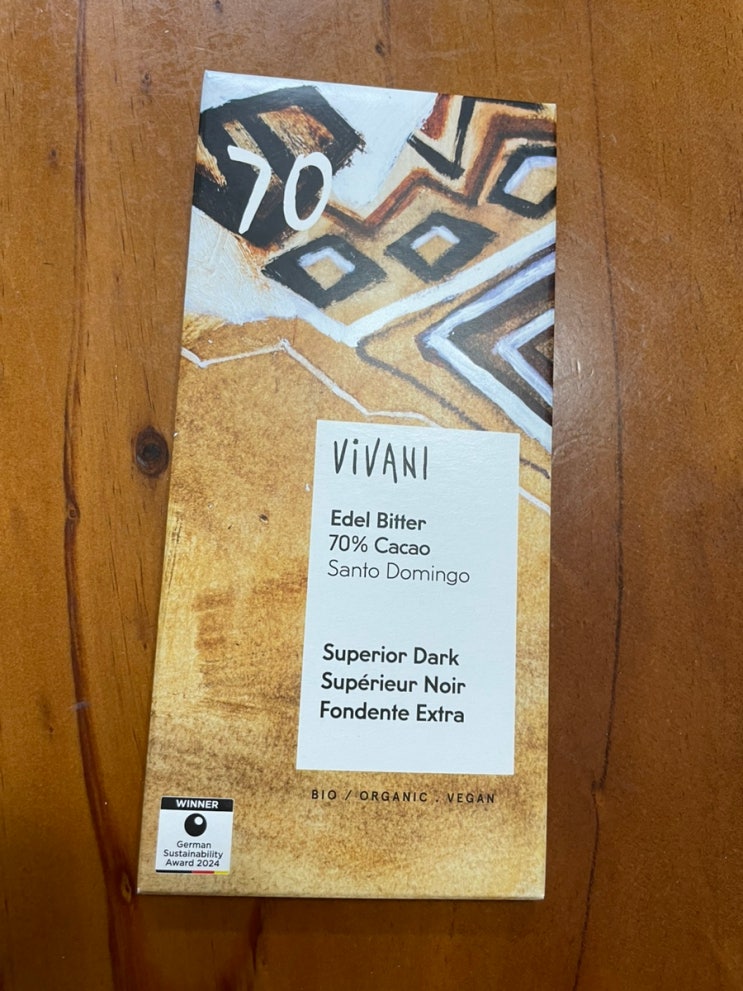 70
ViVANI
Edel Bitter
70% Cacao
Santo Domingo
Superior Dark
Supérieur Noir
Fondente Extra
BIO / ORGANIC . VEGAN
WINNER
German
Sustainability
Award 2024